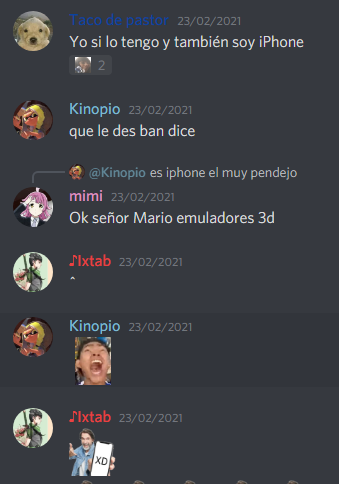 Taco de pastor 23/02/2021
Yo si lo tengo y también soy iPhone
2
Kinopio 23/02/2021
que le des ban dice
@Kinopio es iphone el muy pendejo
mimi 23/02/2021
Ok señor Mario emuladores 3d
♪Ixtab 23/02/2021
^
Kinopio 23/02/2021
♪Ixtab 23/02/2021
XD